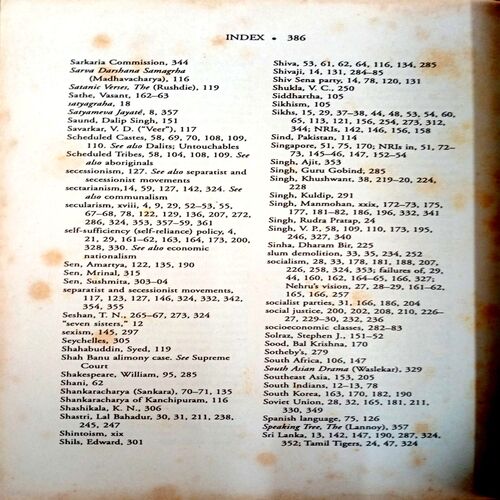 INDEX • 386
Sarkaria Commission, 344
Sarva Darshana Samagrha
(Madhavacharya), 116
Satanic Verses, The (Rushdie), 119
Sathe, Vasant, 162–63
satyagraha, 18
Satyameva Jayaté, 8, 357
Saund, Dalip Singh, 151
Savarkar, V. D. ("Veer"), 117
Scheduled Castes, 58, 69, 70, 108, 109,
110. See also Dalits; Untouchables
Scheduled Tribes, 58, 104, 108, 109. See
also aboriginals
secessionism, 127. See also separatist and
secessionist movements
sectarianism,14, 59, 127, 142, 324. See
also communalism
secularism, xviii, 4, 9, 29, 52–53, 55,
67–68, 78, 122, 129, 136, 207, 272,
286, 324, 353, 357–59, 361
self-sufficiency (self-reliance) policy, 4,
21, 29, 161–62, 163, 164, 173, 200,
328, 330. See also economic
nationalism
Sen, Amartya, 122, 135, 190
Sen, Mrinal, 315
Sen, Sushmita, 303–04
separatist and secessionist movements,
117, 123, 127, 146, 324, 332, 342,
354, 355
Seshan, T. N., 265–67, 273, 324
"seven sisters," 12
sexism, 145, 297
Seychelles, 305
Shahabuddin, Syed, 119
Shah Banu alimony case. See Supreme
Court
Shakespeare, William, 95, 285
Shani, 62
Shankaracharya (Sankara), 70–71, 135
Shankaracharya of Kanchipuram, 116
Shashikala, K. N., 306
Shastri, Lal Bahadur, 30, 31, 211, 238,
245, 247
Shintoism, xix
Shils, Edward, 301
Shiva, 53, 61, 62, 64, 116, 134, 285
Shivaji, 14, 131, 284–85
Shiv Sena party, 14, 78, 120, 131
Shukla, V. C., 250
Siddhartha, 105
Sikhism, 105
Sikhs, 15, 29, 37–38, 44, 48, 53, 54, 60,
65, 113, 121, 156, 254, 273, 312,
344; NRIs, 142, 146, 156, 158
Sind, Pakistan, 114
Singapore, 51, 75, 170; NRIs in, 51, 72–
73, 145–46, 147, 152–54
Singh, Ajit, 353
Singh, Guru Gobind, 285
Singh, Khushwant, 38, 219–20, 224,
228
Singh, Kuldip, 291
Singh, Manmohan, xxix, 172–73, 175,
177, 181–82, 186, 196, 332, 341
Singh, Rudra Pratap, 24
Singh, V. P., 58, 109, 110, 173, 195,
246, 327, 340
Sinha, Dharam Bir, 225
slum demolition, 33, 35, 234, 252
socialism, 28, 33, 178, 181, 188, 207,
226, 258, 324, 353; failures of, 29,
44, 160, 162, 164–65, 166, 327;
Nehru's vision, 27, 28–29, 161–62,
165, 166, 257
socialist parties, 31, 166, 186, 204
social justice, 200, 202, 208, 210, 226–
27, 229–30, 232, 236
socioeconomic classes, 282–83
Solraz, Stephen J., 151–52
Sood, Bal Krishna, 170
Sotheby's, 279
South Africa, 106, 147
South Asian Drama (Waslekar), 329
Southeast Asia, 153, 205
South Indians, 12–13, 78
South Korea, 163, 170, 182, 190
Soviet Union, 28, 32, 165, 181, 211,
330, 349
Spanish language, 75, 126
Speaking Tree, The (Lannoy), 357
Sri Lanka, 13, 142, 147, 190, 287, 324,
352; Tamil Tigers, 24, 47, 324